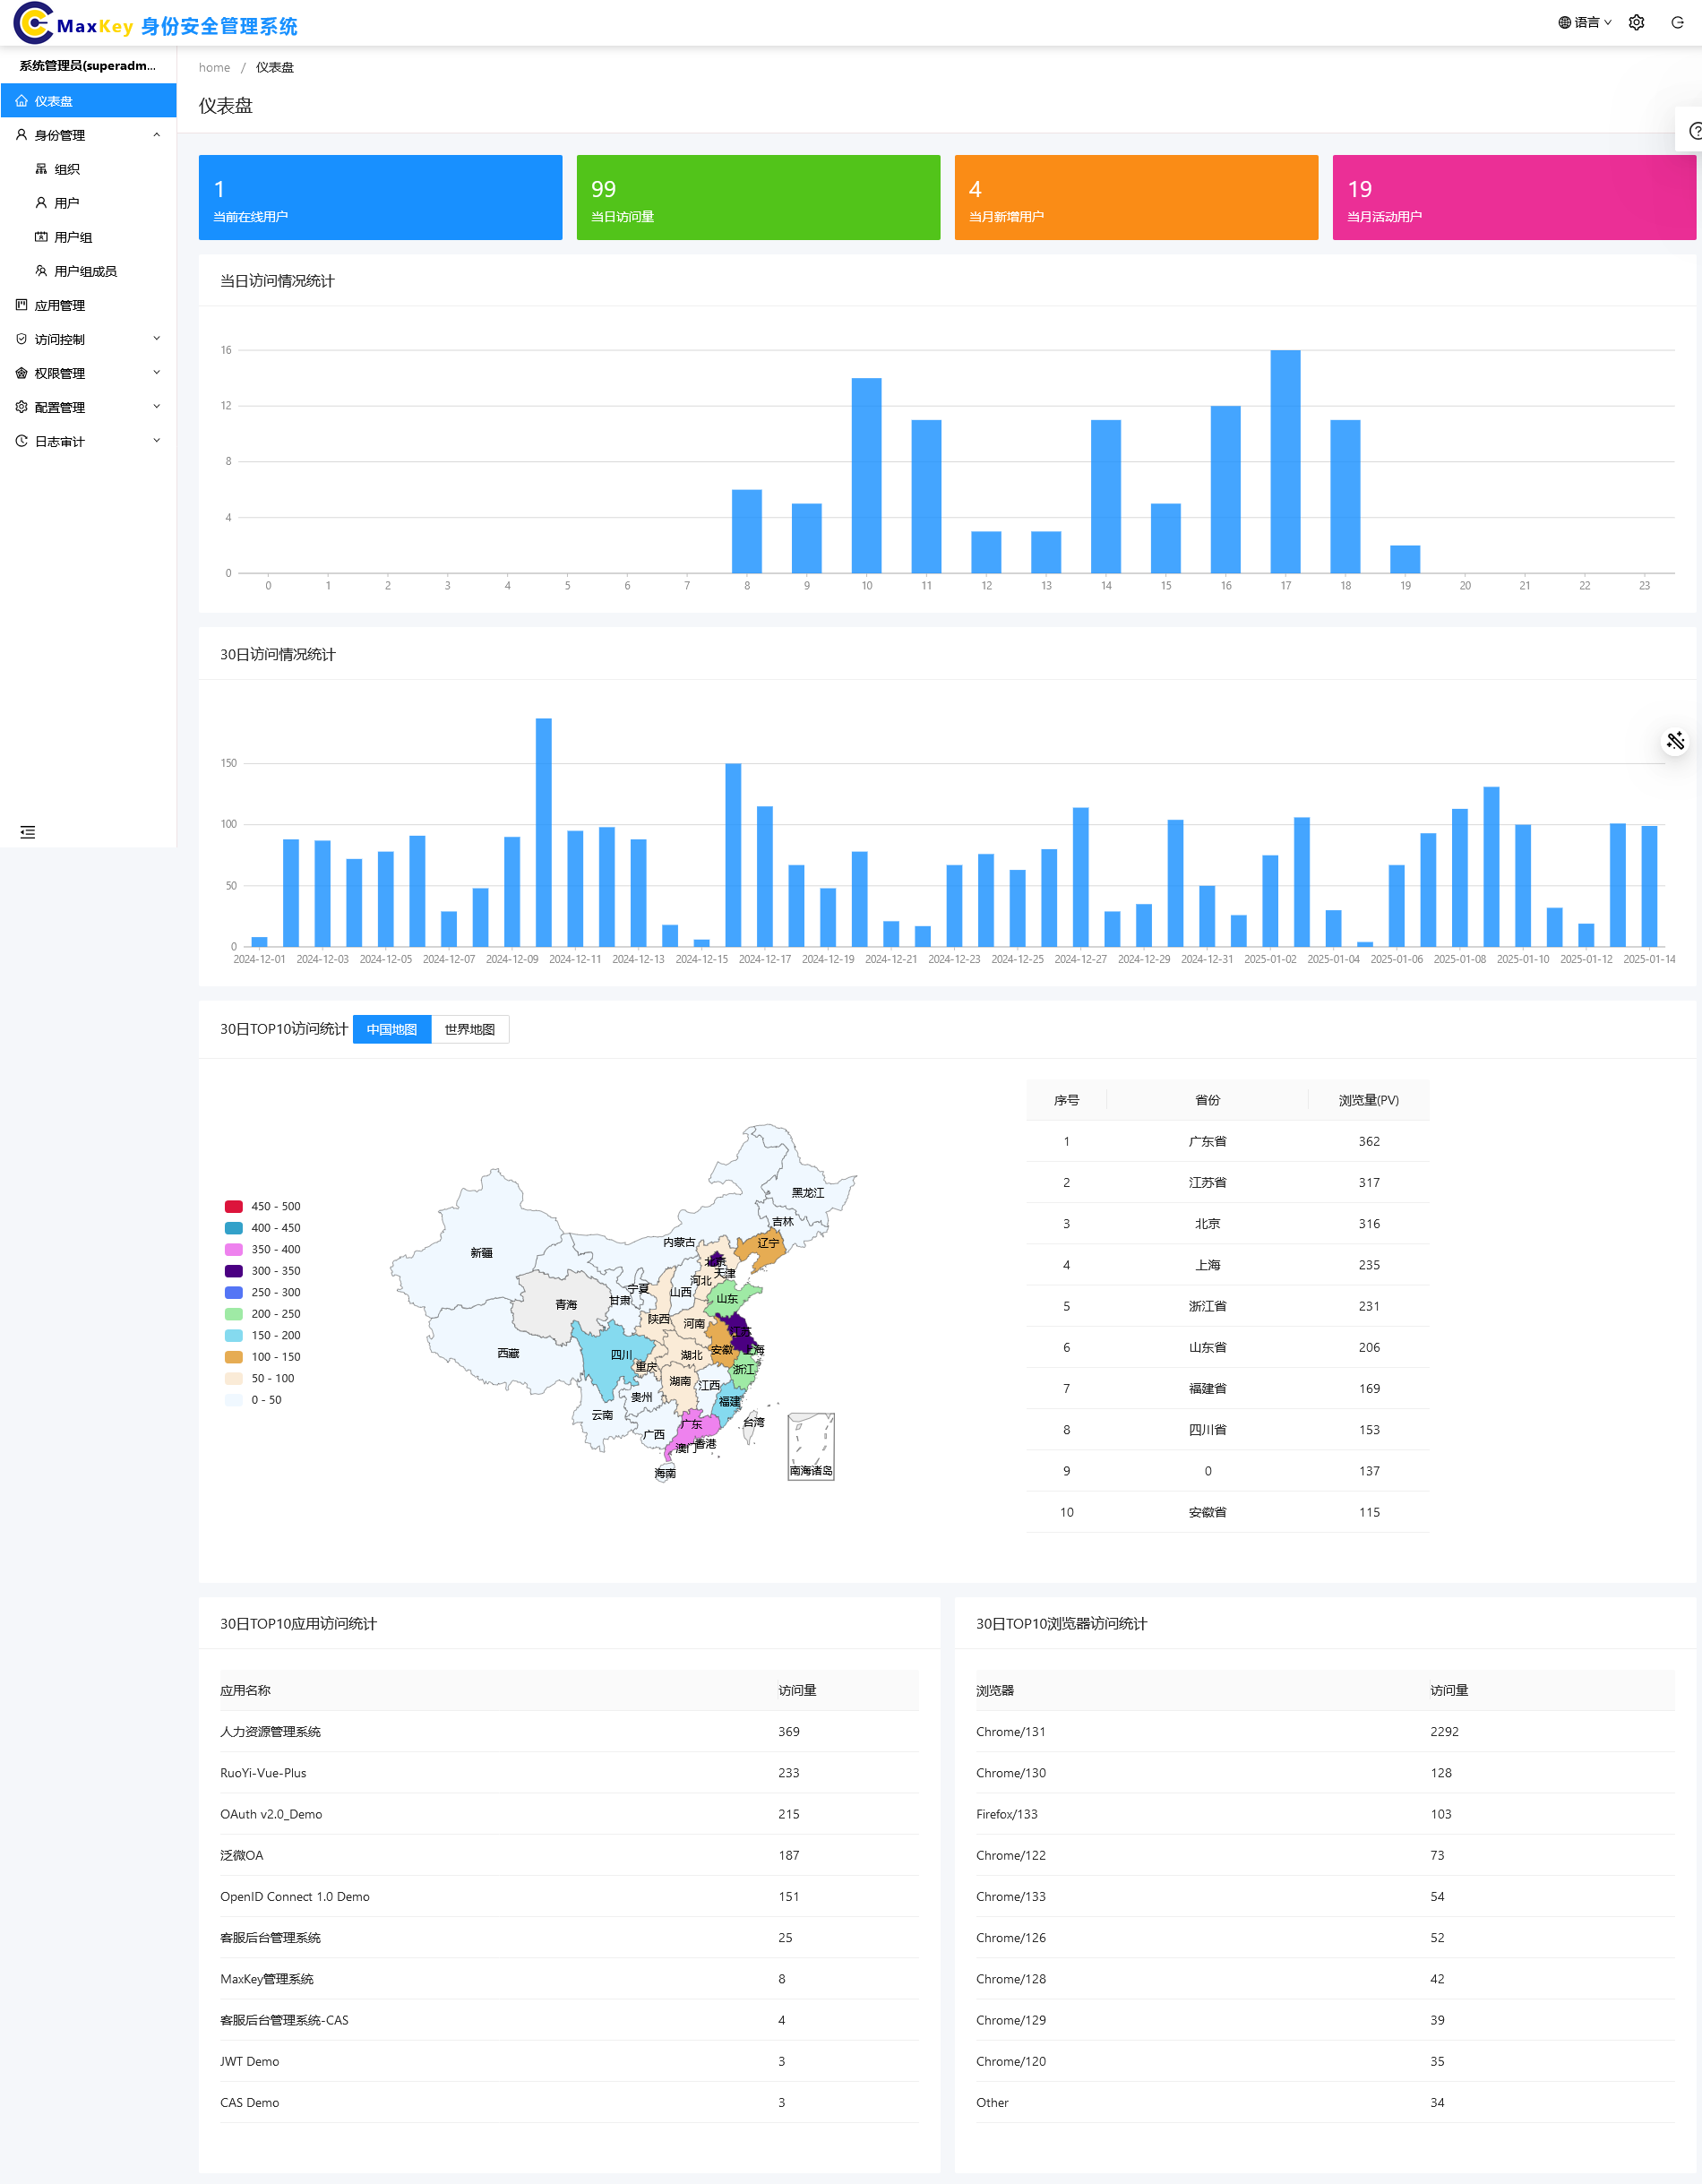 MaxKey 身份安全管理系统
语言
系统管理员(superadm...
仪表盘
身份管理
组织
用户
用户组
用户组成员
应用管理
访问控制
权限管理
配置管理
日志审计
home / 仪表盘
仪表盘
1
当前在线用户
99
当日访问量
4
当月新增用户
19
当月活动用户
当日访问情况统计
16
12
8
4
0
0 1 2 3 4 5 6 7 8 9 10 11 12 13 14 15 16 17 18 19 20 21 22 23
30日访问情况统计
150
100
50
0
2024-12-01 2024-12-03 2024-12-05 2024-12-07 2024-12-09 2024-12-11 2024-12-13 2024-12-15 2024-12-17 2024-12-19 2024-12-21 2024-12-23 2024-12-25 2024-12-27 2024-12-29 2024-12-31 2025-01-02 2025-01-04 2025-01-06 2025-01-08 2025-01-10 2025-01-12 2025-01-14
30日TOP10访问统计 中国地图 世界地图
450 - 500
400 - 450
350 - 400
300 - 350
250 - 300
200 - 250
150 - 200
100 - 150
50 - 100
0 - 50
黑龙江
吉林
辽宁
内蒙古
新疆
北京
天津
河北
宁夏
山西
甘肃
青海
山东
陕西
河南
江苏
西藏
四川
安徽
上海
湖北
重庆
浙江
湖南
江西
贵州
福建
云南
广东
台湾
广西
香港
澳门
海南
南海诸岛
序号 省份 浏览量(PV)
1 广东省 362
2 江苏省 317
3 北京 316
4 上海 235
5 浙江省 231
6 山东省 206
7 福建省 169
8 四川省 153
9 0 137
10 安徽省 115
30日TOP10应用访问统计
应用名称 访问量
人力资源管理系统 369
RuoYi-Vue-Plus 233
OAuth v2.0_Demo 215
泛微OA 187
OpenID Connect 1.0 Demo 151
客服后台管理系统 25
MaxKey管理系统 8
客服后台管理系统-CAS 4
JWT Demo 3
CAS Demo 3
30日TOP10浏览器访问统计
浏览器 访问量
Chrome/131 2292
Chrome/130 128
Firefox/133 103
Chrome/122 73
Chrome/133 54
Chrome/126 52
Chrome/128 42
Chrome/129 39
Chrome/120 35
Other 34